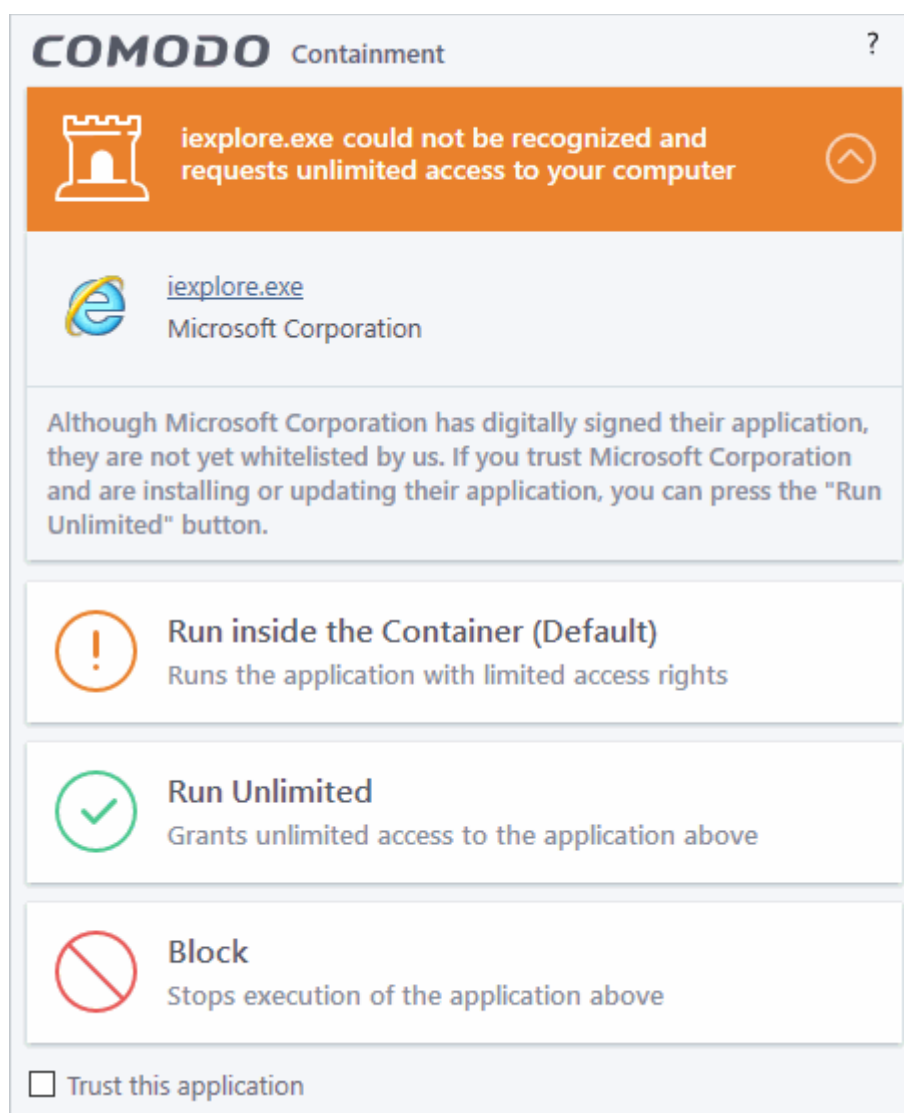 COMODO Containment ?
iexplore.exe could not be recognized and
requests unlimited access to your computer
iexplore.exe
Microsoft Corporation
Although Microsoft Corporation has digitally signed their application,
they are not yet whitelisted by us. If you trust Microsoft Corporation
and are installing or updating their application, you can press the "Run
Unlimited" button.
Run inside the Container (Default)
Runs the application with limited access rights
Run Unlimited
Grants unlimited access to the application above
Block
Stops execution of the application above
Trust this application